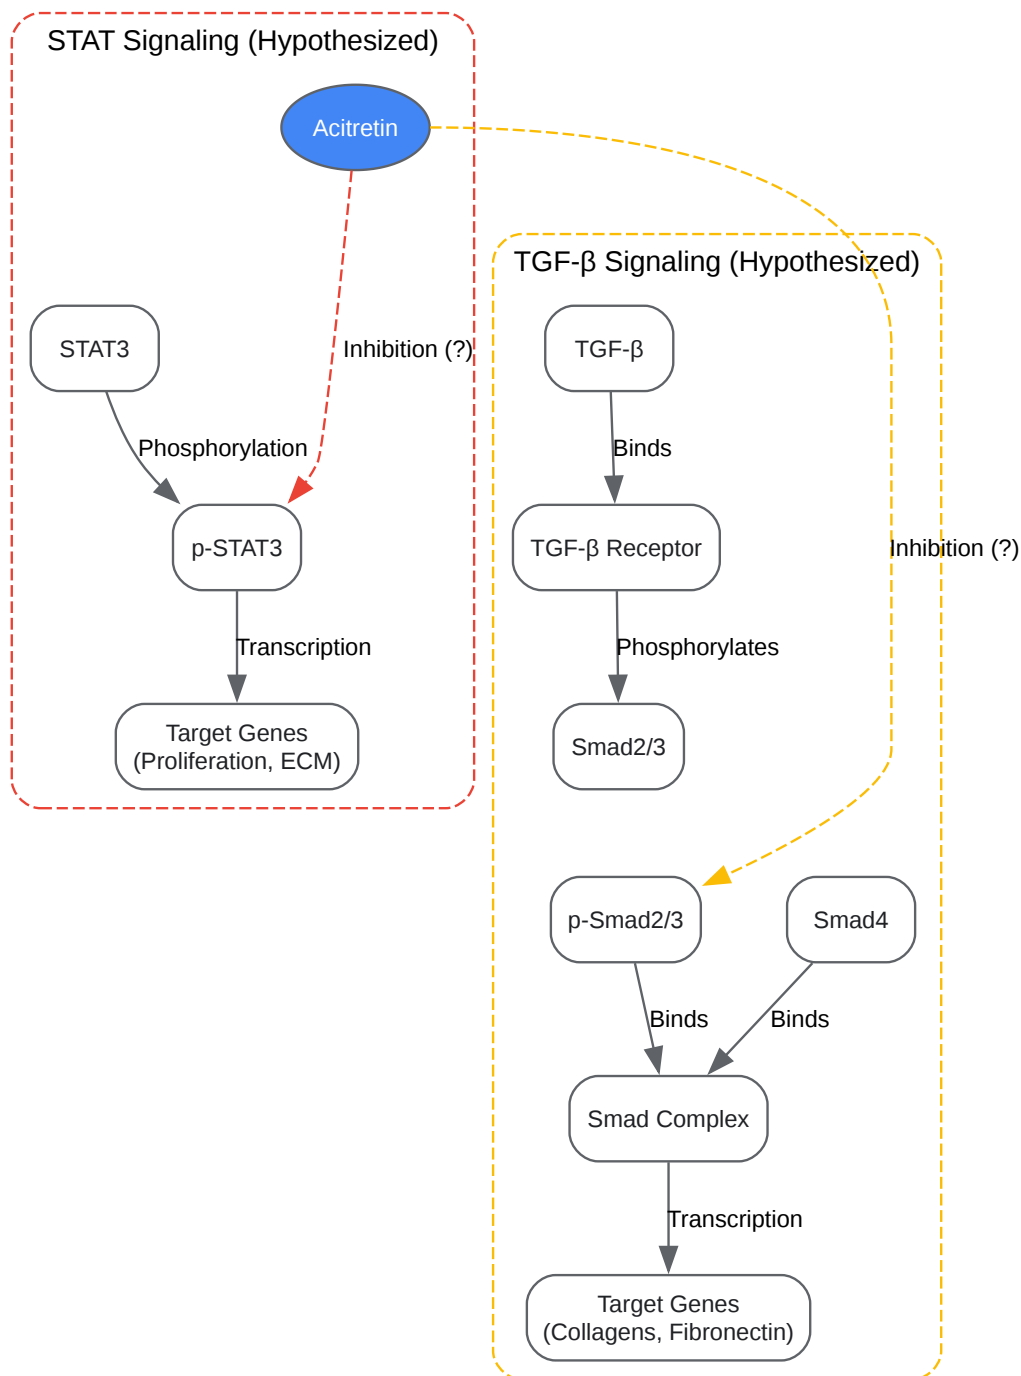 STAT Signaling (Hypothesized)
Acitretin
STAT3
Inhibition (?)
Phosphorylation
p-STAT3
Transcription
Target Genes
(Proliferation, ECM)
TGF-β Signaling (Hypothesized)
TGF-β
Binds
TGF-β Receptor
Inhibition (?)
Phosphorylates
Smad2/3
p-Smad2/3
Smad4
Binds
Binds
Smad Complex
Transcription
Target Genes
(Collagens, Fibronectin)